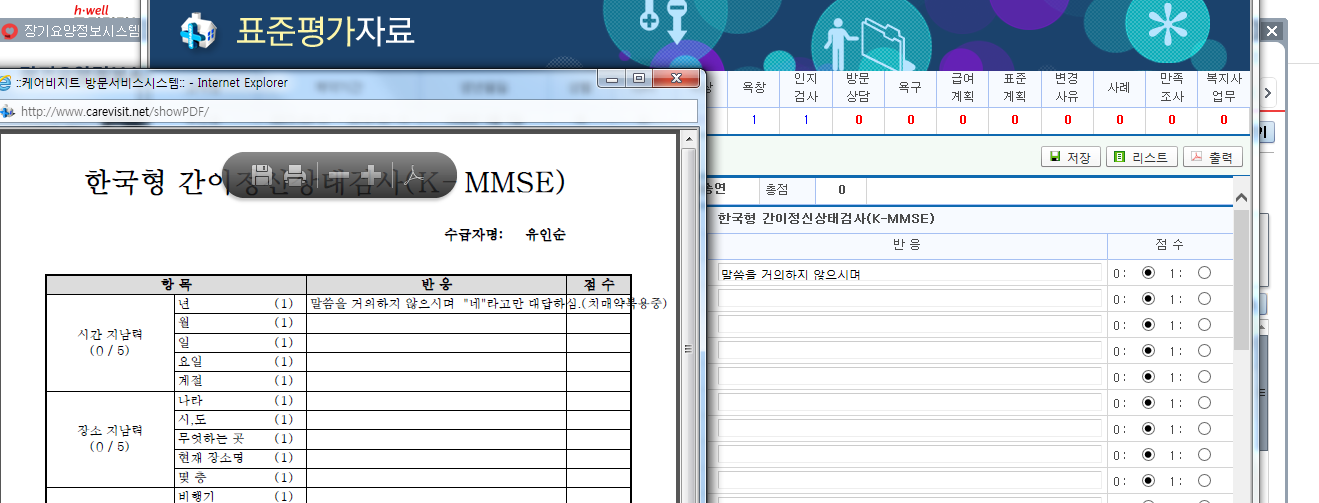 h·well
장기요양정보시스템
표준평가자료
::케어비지트 방문서비스시스템:: - Internet Explorer
http://www.carevisit.net/showPDF/
욕창 인지검사 방문상담 욕구 급여계획 표준계획 변경사유 사례 만족조사 복지사업무
1 1 0 0 0 0 0 0 0 0
저장 리스트 출력
총점 0
한국형 간이정신상태검사(K-MMSE)
반 응 점 수
말씀을 거의하지 않으시며 0: 1:
0: 1:
0: 1:
0: 1:
0: 1:
0: 1:
0: 1:
0: 1:
0: 1:
한국형 간이정신상태검사(K-MMSE)
수급자명: 유인순
항 목 반 응 점 수
시간 지남력
(0 / 5)
년 (1) 말씀을 거의하지 않으시며 "네"라고만 대답하심.(치매약복용중)
월 (1)
일 (1)
요일 (1)
계절 (1)
장소 지남력
(0 / 5)
나라 (1)
시,도 (1)
무엇하는 곳 (1)
현재 장소명 (1)
몇 층 (1)
비행기 (1)